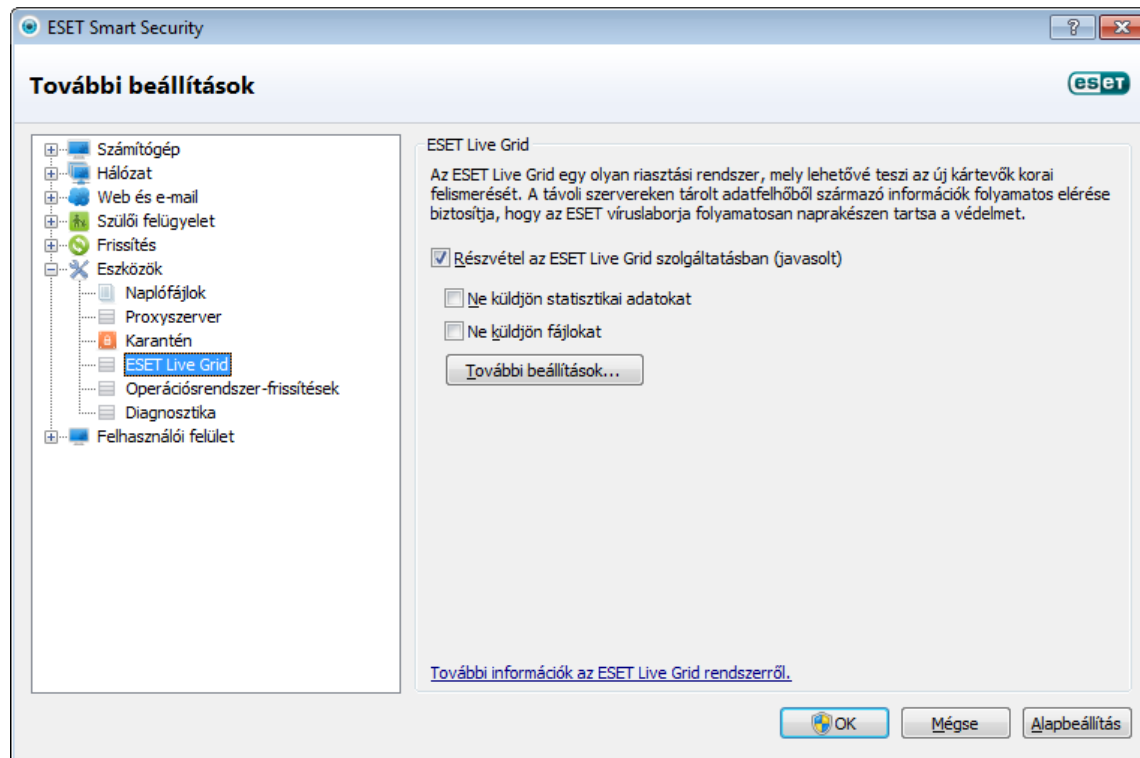 ESET Smart Security
További beállítások
eset
Számítógép
Hálózat
Web és e-mail
Szülői felügyelet
Frissítés
Eszközök
Naplófájlok
Proxyszerver
Karantén
ESET Live Grid
Operációsrendszer-frissítések
Diagnosztika
Felhasználói felület
ESET Live Grid
Az ESET Live Grid egy olyan riasztási rendszer, mely lehetővé teszi az új kártevők korai
felismerését. A távoli szervereken tárolt adatfelhőből származó információk folyamatos elérése
biztosítja, hogy az ESET víruslaborja folyamatosan naprakészen tartsa a védelmet.
Részvétel az ESET Live Grid szolgáltatásban (javasolt)
Ne küldjön statisztikai adatokat
Ne küldjön fájlokat
További beállítások...
További információk az ESET Live Grid rendszerről.
OK
Mégse
Alapbeállítás